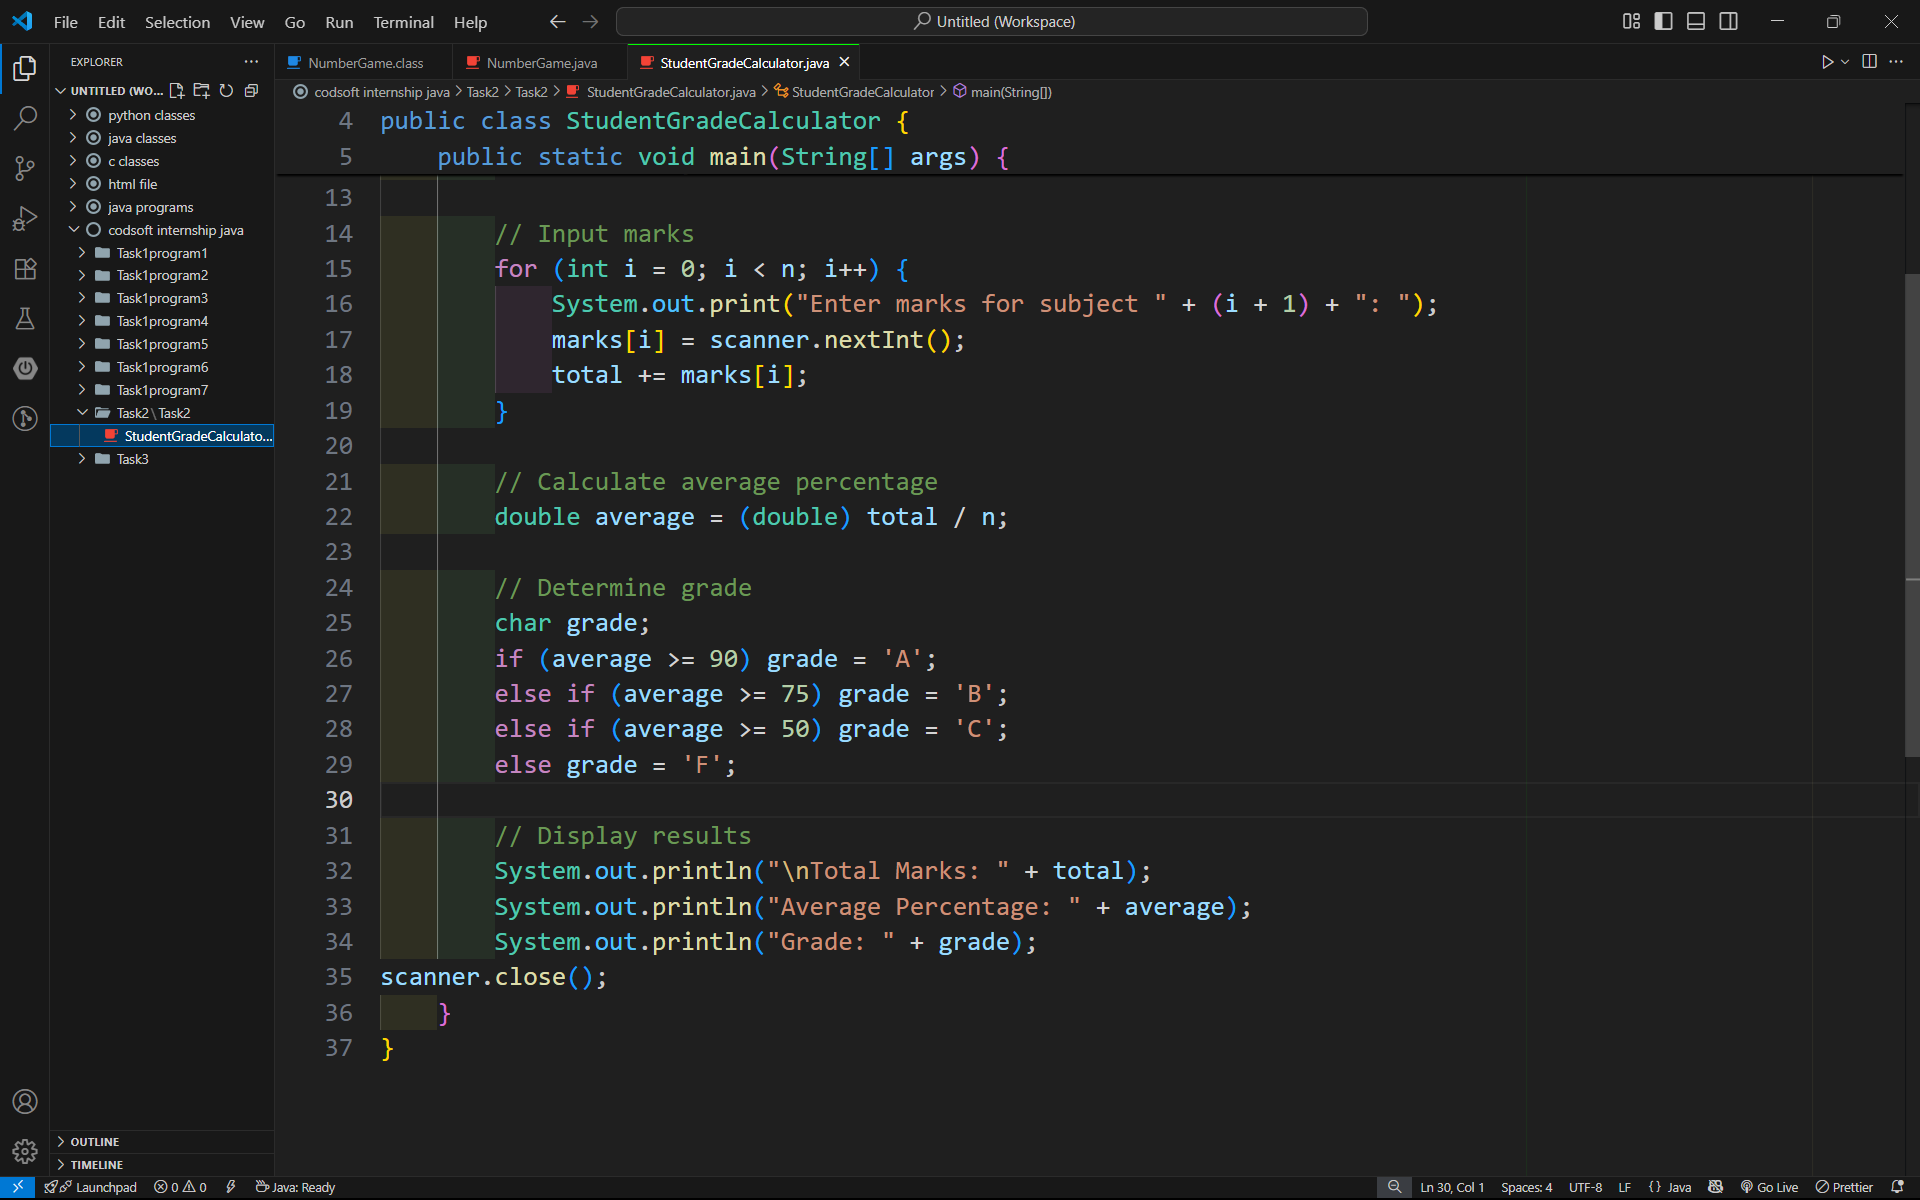 File Edit Selection View Go Run Terminal Help
Untitled (Workspace)
EXPLORER
UNTITLED (WO...
python classes
java classes
c classes
html file
java programs
codsoft internship java
Task1program1
Task1program2
Task1program3
Task1program4
Task1program5
Task1program6
Task1program7
Task2\Task2
StudentGradeCalculato...
Task3
OUTLINE
TIMELINE
NumberGame.class NumberGame.java StudentGradeCalculator.java
codsoft internship java > Task2 > Task2 > StudentGradeCalculator.java > StudentGradeCalculator > main(String[])
4 public class StudentGradeCalculator {
5 public static void main(String[] args) {
13
14 // Input marks
15 for (int i = 0; i < n; i++) {
16 System.out.print("Enter marks for subject " + (i + 1) + ": ");
17 marks[i] = scanner.nextInt();
18 total += marks[i];
19 }
20
21 // Calculate average percentage
22 double average = (double) total / n;
23
24 // Determine grade
25 char grade;
26 if (average >= 90) grade = 'A';
27 else if (average >= 75) grade = 'B';
28 else if (average >= 50) grade = 'C';
29 else grade = 'F';
30
31 // Display results
32 System.out.println("\nTotal Marks: " + total);
33 System.out.println("Average Percentage: " + average);
34 System.out.println("Grade: " + grade);
35 scanner.close();
36 }
37 }
Launchpad 0 0 Java: Ready Ln 30, Col 1 Spaces: 4 UTF-8 LF {} Java Go Live Prettier